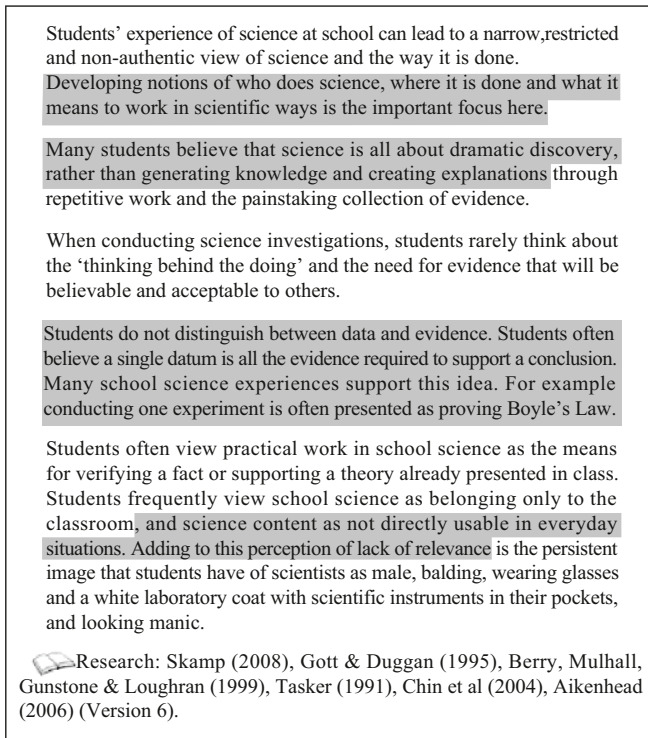 Students’ experience of science at school can lead to a narrow,restricted
and non-authentic view of science and the way it is done.
Developing notions of who does science, where it is done and what it
means to work in scientific ways is the important focus here.
Many students believe that science is all about dramatic discovery,
rather than generating knowledge and creating explanations through
repetitive work and the painstaking collection of evidence.
When conducting science investigations, students rarely think about
the ‘thinking behind the doing’ and the need for evidence that will be
believable and acceptable to others.
Students do not distinguish between data and evidence. Students often
believe a single datum is all the evidence required to support a conclusion.
Many school science experiences support this idea. For example
conducting one experiment is often presented as proving Boyle’s Law.
Students often view practical work in school science as the means
for verifying a fact or supporting a theory already presented in class.
Students frequently view school science as belonging only to the
classroom, and science content as not directly usable in everyday
situations. Adding to this perception of lack of relevance is the persistent
image that students have of scientists as male, balding, wearing glasses
and a white laboratory coat with scientific instruments in their pockets,
and looking manic.
Research: Skamp (2008), Gott & Duggan (1995), Berry, Mulhall,
Gunstone & Loughran (1999), Tasker (1991), Chin et al (2004), Aikenhead
(2006) (Version 6).